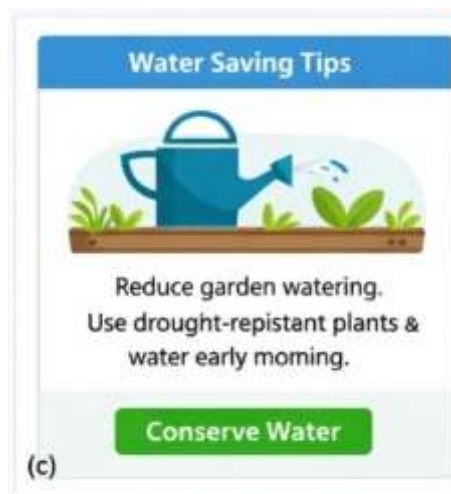 Water Saving Tips
Reduce garden watering.
Use drought-repistant plants &
water early moming.
Conserve Water
(c)